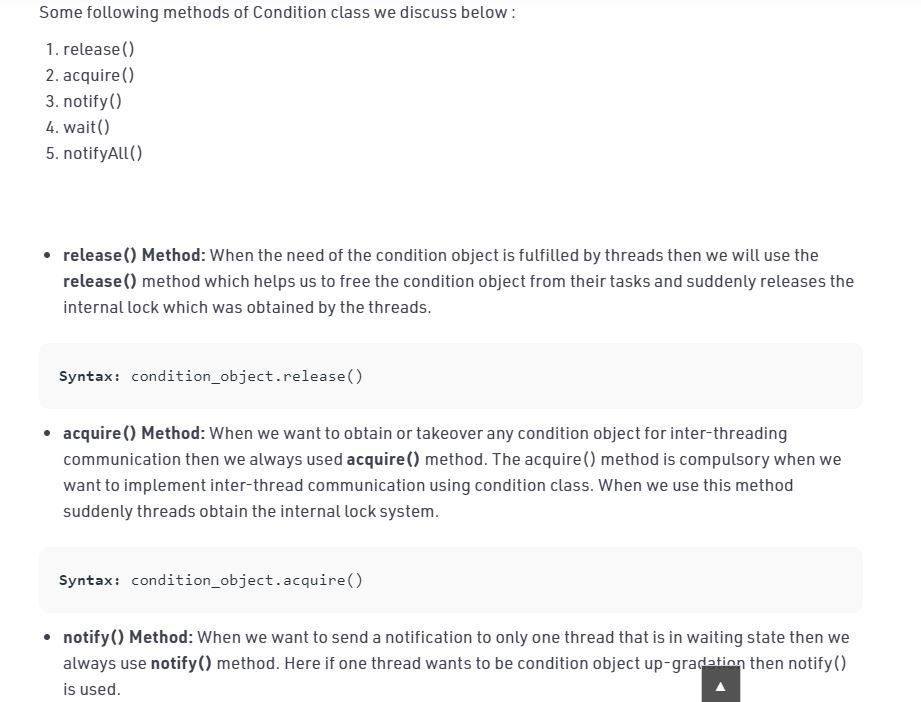 Some following methods of Condition class we discuss below :
1. release()
2. acquire()
3. notify()
4. wait()
5. notifyAll()
• release() Method: When the need of the condition object is fulfilled by threads then we will use the
release() method which helps us to free the condition object from their tasks and suddenly releases the
internal lock which was obtained by the threads.
Syntax: condition_object.release()
• acquire() Method: When we want to obtain or takeover any condition object for inter-threading
communication then we always used acquire() method. The acquire() method is compulsory when we
want to implement inter-thread communication using condition class. When we use this method
suddenly threads obtain the internal lock system.
Syntax: condition_object.acquire()
• notify() Method: When we want to send a notification to only one thread that is in waiting state then we
always use notify() method. Here if one thread wants to be condition object up-gradation then notify()
is used.